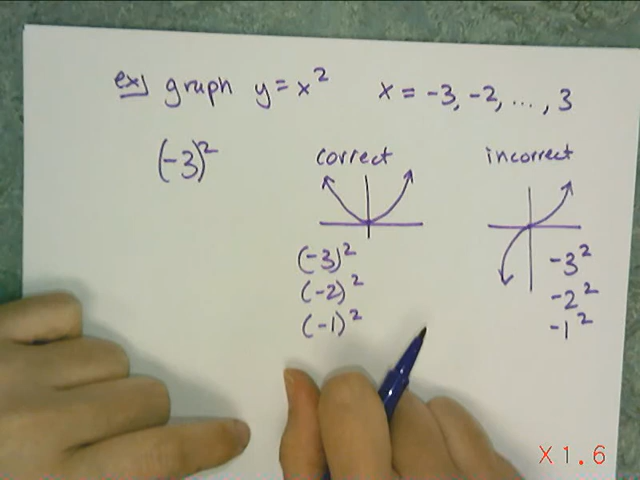 ex) graph y = x² x = -3, -2, ..., 3
(-3)²
correct
(-3)²
(-2)²
(-1)²
incorrect
-3²
-2²
-1²
X1.6